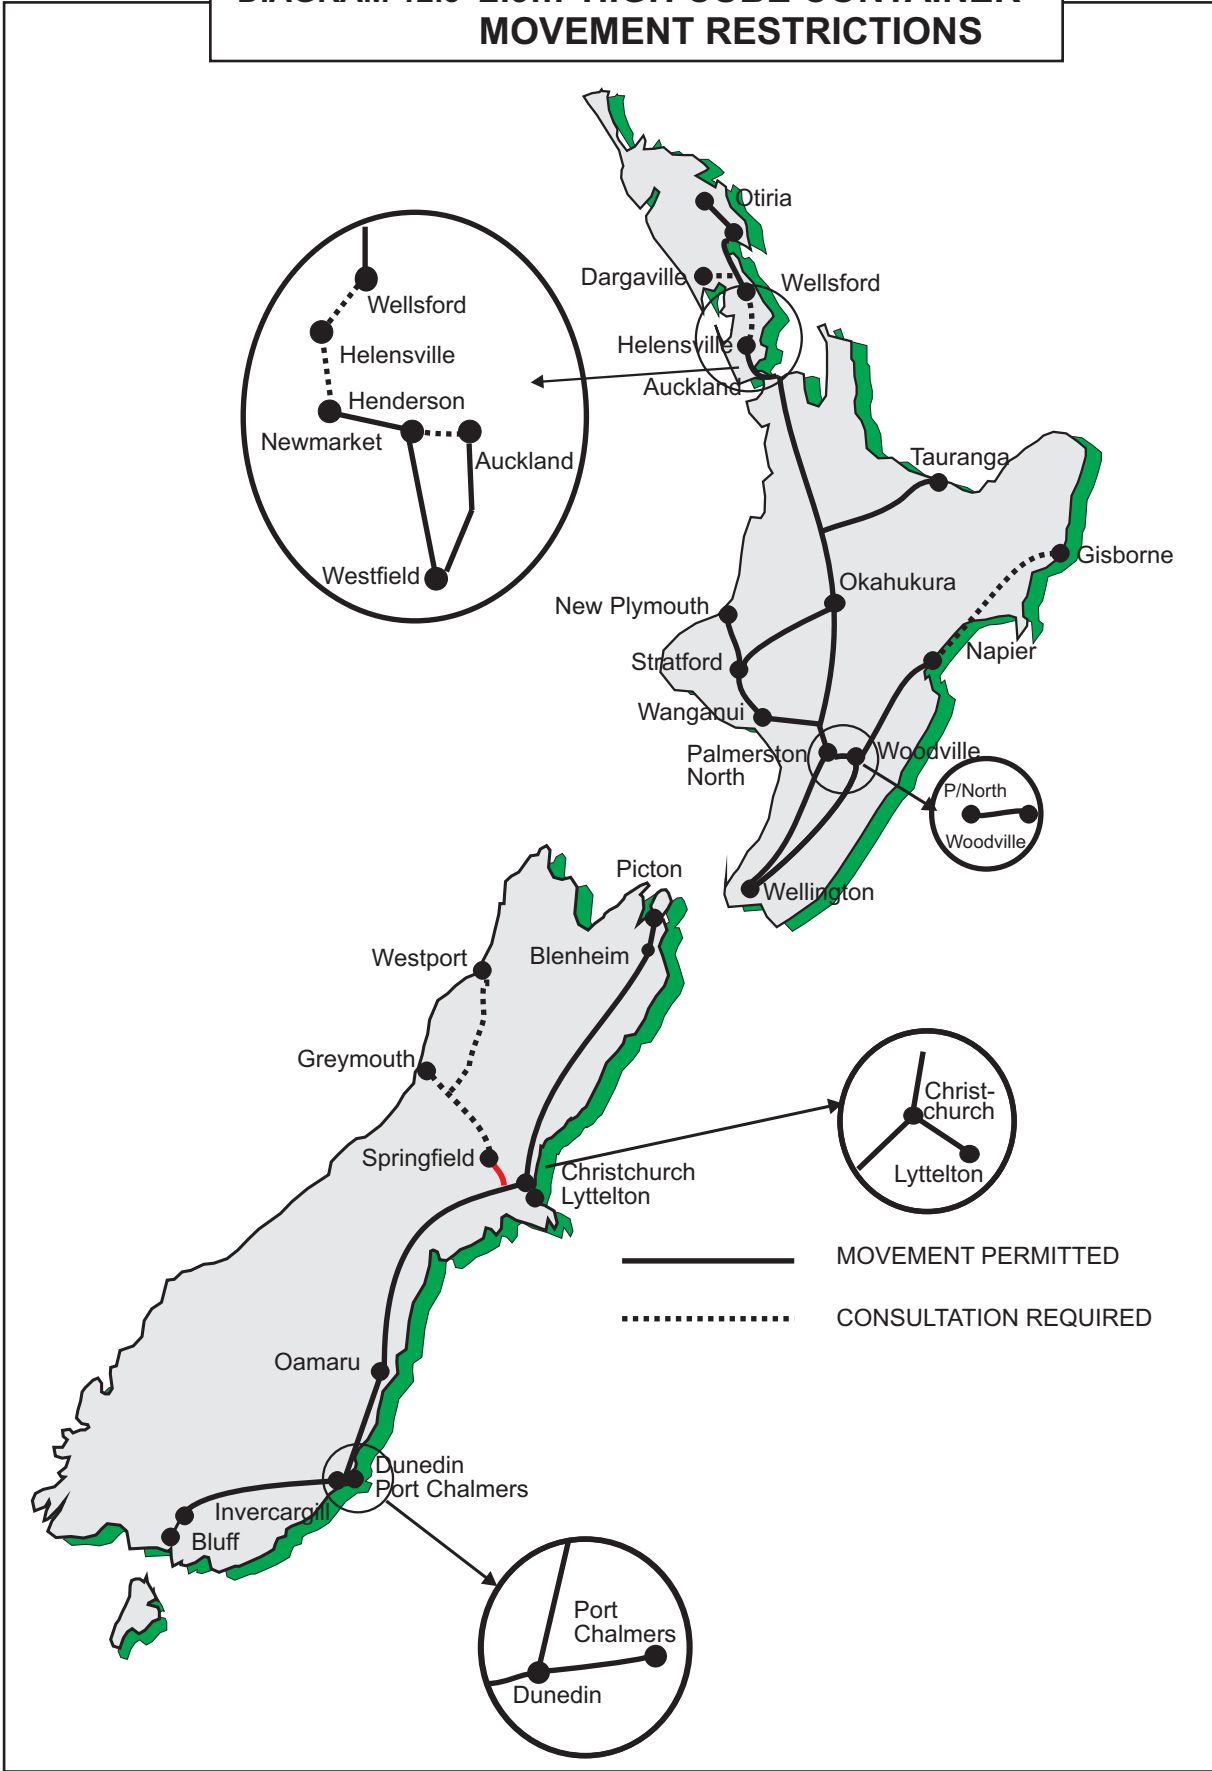 MOVEMENT RESTRICTIONS
Otiria
Dargaville
Wellsford
Helensville
Auckland
Wellsford
Helensville
Henderson
Newmarket
Auckland
Westfield
Tauranga
Gisborne
Okahukura
New Plymouth
Stratford
Napier
Wanganui
Palmerston
North
Woodville
P/North
Woodville
Wellington
Picton
Blenheim
Westport
Greymouth
Springfield
Christchurch
Lyttelton
Christ-
church
Lyttelton
MOVEMENT PERMITTED
CONSULTATION REQUIRED
Oamaru
Dunedin
Port Chalmers
Invercargill
Bluff
Port
Chalmers
Dunedin